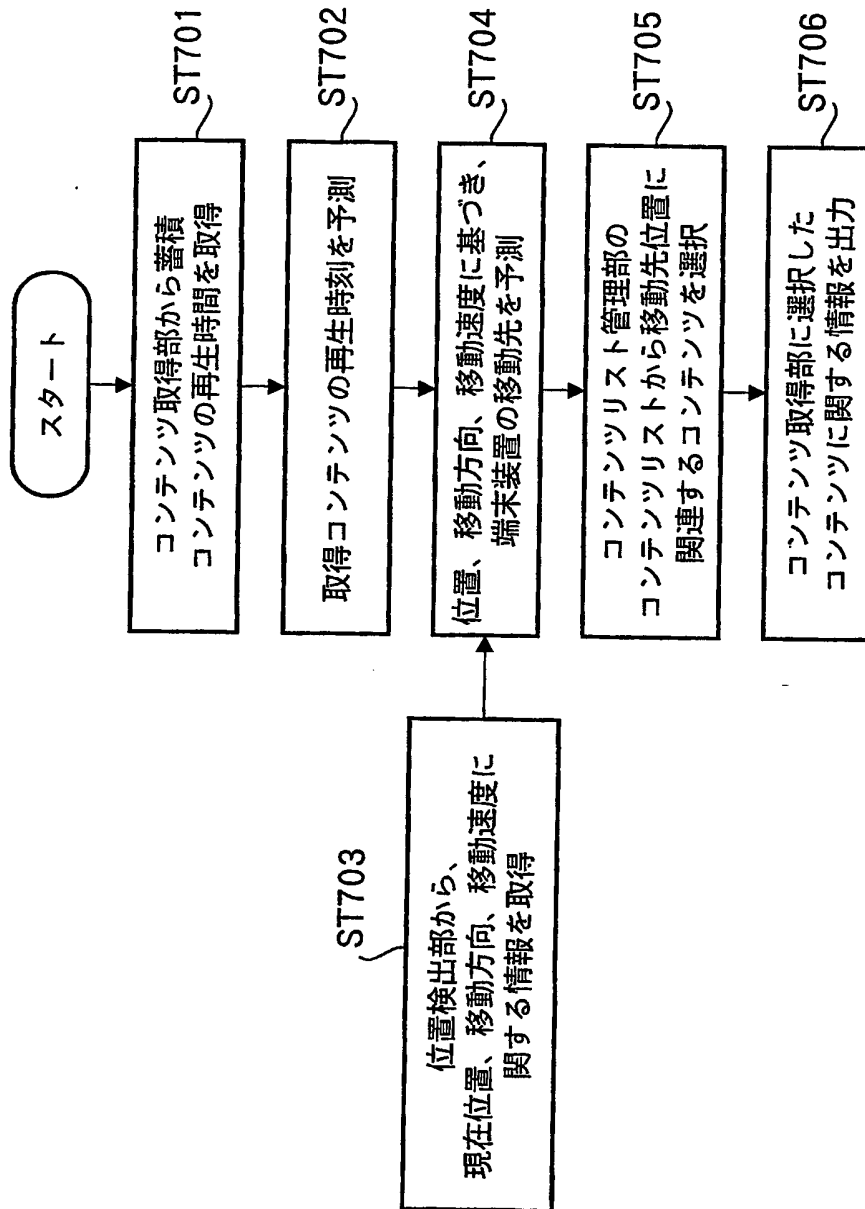 スタート
コンテンツ取得部から蓄積
コンテンツの再生時間を取得
ST701
取得コンテンツの再生時刻を予測
ST702
位置検出部から、
現在位置、移動方向、移動速度に
関する情報を取得
ST703
位置、移動方向、移動速度に基づき、
端末装置の移動先を予測
ST704
コンテンツリスト管理部の
コンテンツリストから移動先位置に
関連するコンテンツを選択
ST705
コンテンツ取得部に選択した
コンテンツに関する情報を出力
ST706